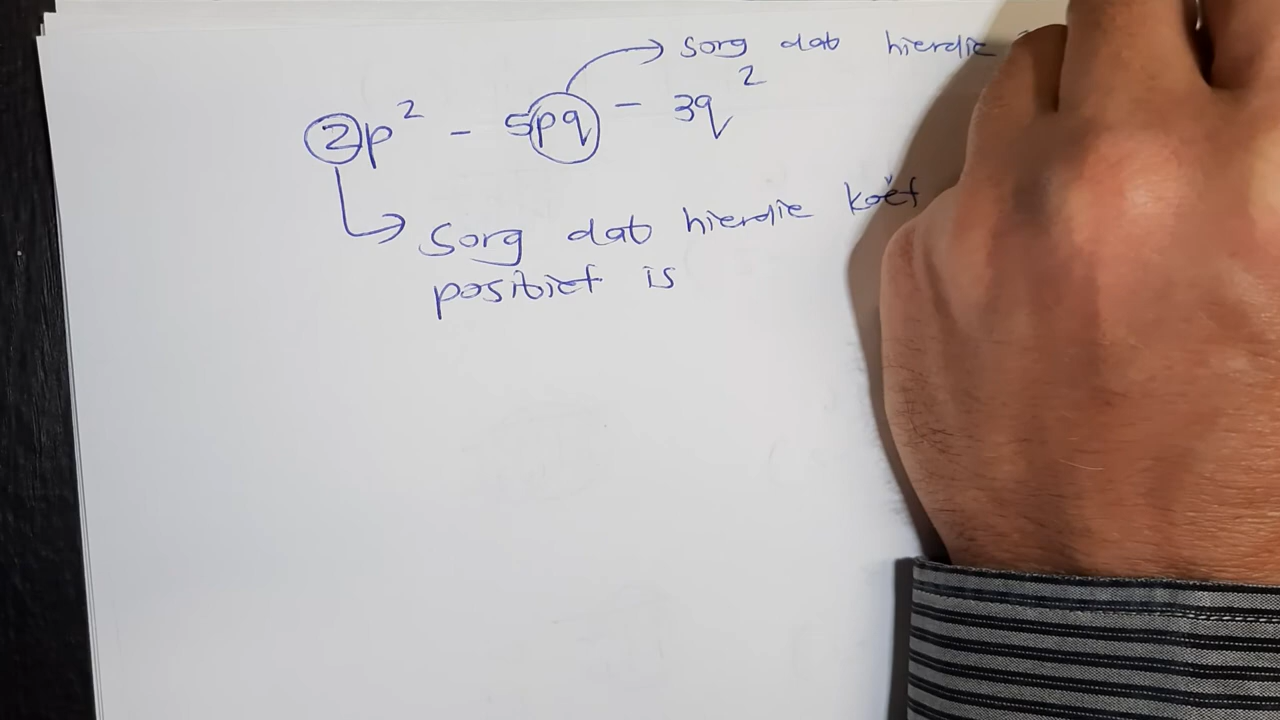 sorg dat hierdie
2p² - 5pq - 3q²
Sorg dat hierdie koëf
positief is